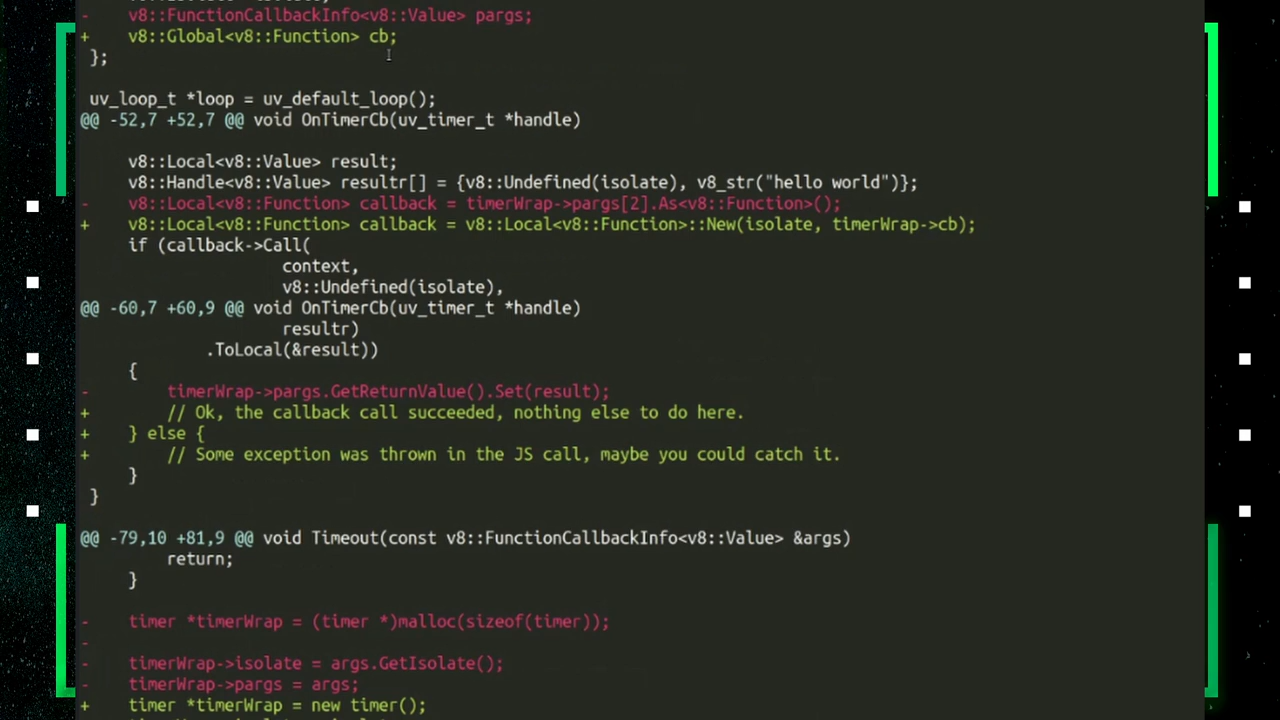 -    v8::FunctionCallbackInfo<v8::Value> pargs;
+    v8::Global<v8::Function> cb;
 };
 uv_loop_t *loop = uv_default_loop();
@@ -52,7 +52,7 @@ void OnTimerCb(uv_timer_t *handle)
     v8::Local<v8::Value> result;
     v8::Handle<v8::Value> resultr[] = {v8::Undefined(isolate), v8_str("hello world")};
-    v8::Local<v8::Function> callback = timerWrap->pargs[2].As<v8::Function>();
+    v8::Local<v8::Function> callback = v8::Local<v8::Function>::New(isolate, timerWrap->cb);
     if (callback->Call(
                     context,
                     v8::Undefined(isolate),
@@ -60,7 +60,9 @@ void OnTimerCb(uv_timer_t *handle)
                     resultr)
             .ToLocal(&result))
     {
-        timerWrap->pargs.GetReturnValue().Set(result);
+        // Ok, the callback call succeeded, nothing else to do here.
+    } else {
+        // Some exception was thrown in the JS call, maybe you could catch it.
     }
 }
@@ -79,10 +81,9 @@ void Timeout(const v8::FunctionCallbackInfo<v8::Value> &args)
         return;
     }
-    timer *timerWrap = (timer *)malloc(sizeof(timer));
-
-    timerWrap->isolate = args.GetIsolate();
-    timerWrap->pargs = args;
+    timer *timerWrap = new timer();